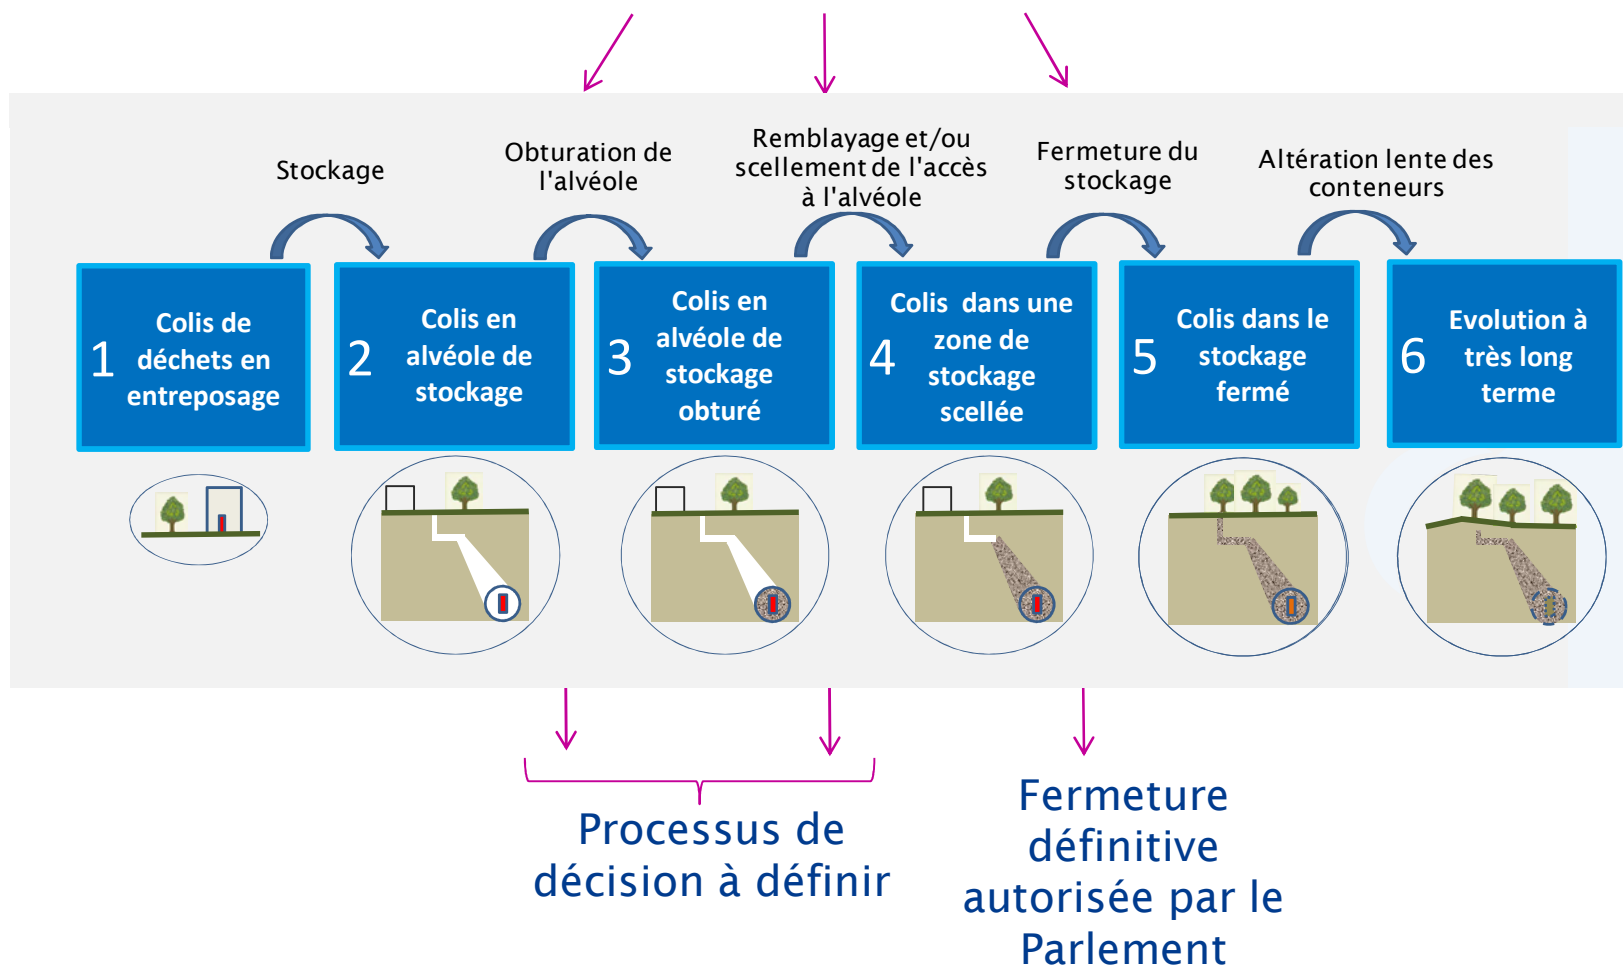 Stockage
Obturation de
l'alvéole
Remblayage et/ou
scellement de l'accès
à l'alvéole
Fermeture du
stockage
Altération lente des
conteneurs
1
Colis de
déchets en
entreposage
2
Colis en
alvéole de
stockage
3
Colis en
alvéole de
stockage
obturé
4
Colis dans une
zone de
stockage
scellée
5
Colis dans le
stockage
fermé
6
Evolution à
très long
terme
Processus de
décision à définir
Fermeture
définitive
autorisée par le
Parlement